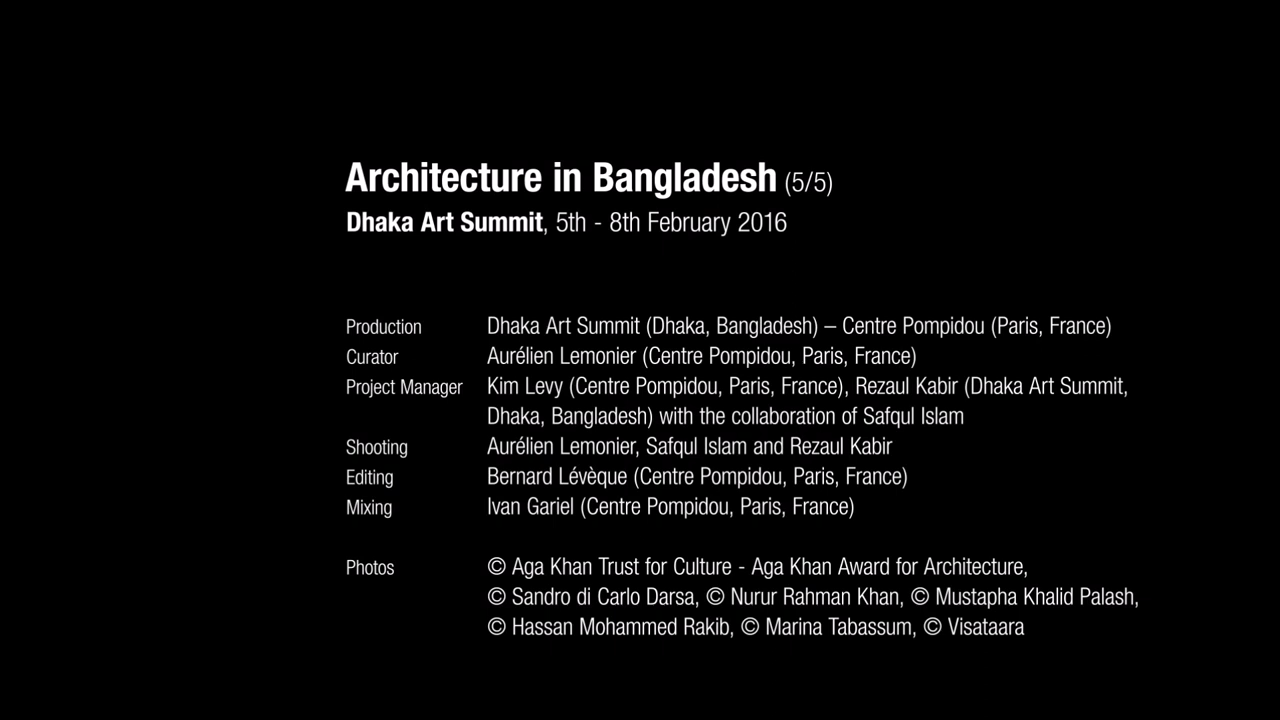 Architecture in Bangladesh (5/5)
Dhaka Art Summit, 5th - 8th February 2016
Production Dhaka Art Summit (Dhaka, Bangladesh) – Centre Pompidou (Paris, France)
Curator Aurélien Lemonier (Centre Pompidou, Paris, France)
Project Manager Kim Levy (Centre Pompidou, Paris, France), Rezaul Kabir (Dhaka Art Summit,
Dhaka, Bangladesh) with the collaboration of Safqul Islam
Shooting Aurélien Lemonier, Safqul Islam and Rezaul Kabir
Editing Bernard Lévèque (Centre Pompidou, Paris, France)
Mixing Ivan Gariel (Centre Pompidou, Paris, France)
Photos © Aga Khan Trust for Culture - Aga Khan Award for Architecture,
© Sandro di Carlo Darsa, © Nurur Rahman Khan, © Mustapha Khalid Palash,
© Hassan Mohammed Rakib, © Marina Tabassum, © Visataara